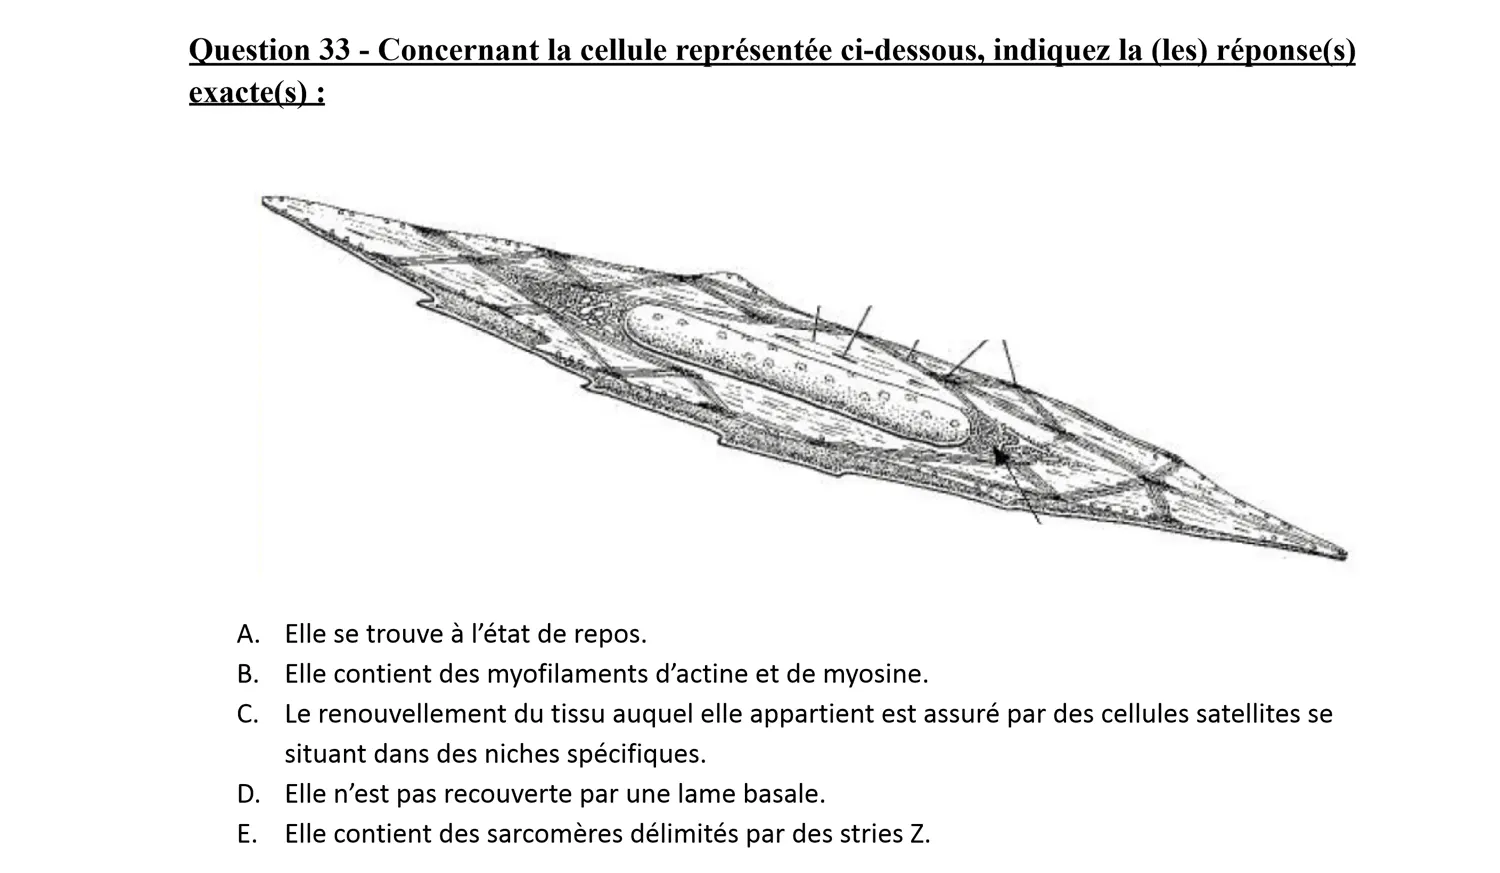 Question 33 - Concernant la cellule représentée ci-dessous, indiquez la (les) réponse(s)
exacte(s) :
A. Elle se trouve à l’état de repos.
B. Elle contient des myofilaments d’actine et de myosine.
C. Le renouvellement du tissu auquel elle appartient est assuré par des cellules satellites se
situant dans des niches spécifiques.
D. Elle n’est pas recouverte par une lame basale.
E. Elle contient des sarcomères délimités par des stries Z.